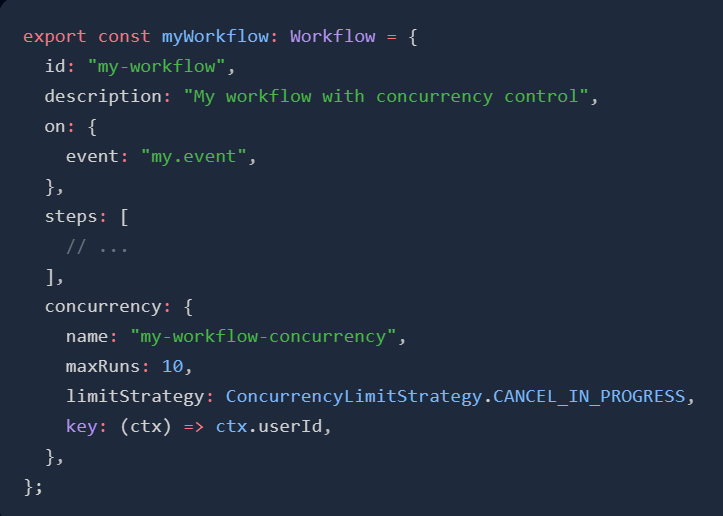 export const myWorkflow: Workflow = {
  id: "my-workflow",
  description: "My workflow with concurrency control",
  on: {
    event: "my.event",
  },
  steps: [
    // ...
  ],
  concurrency: {
    name: "my-workflow-concurrency",
    maxRuns: 10,
    limitStrategy: ConcurrencyLimitStrategy.CANCEL_IN_PROGRESS,
    key: (ctx) => ctx.userId,
  },
};